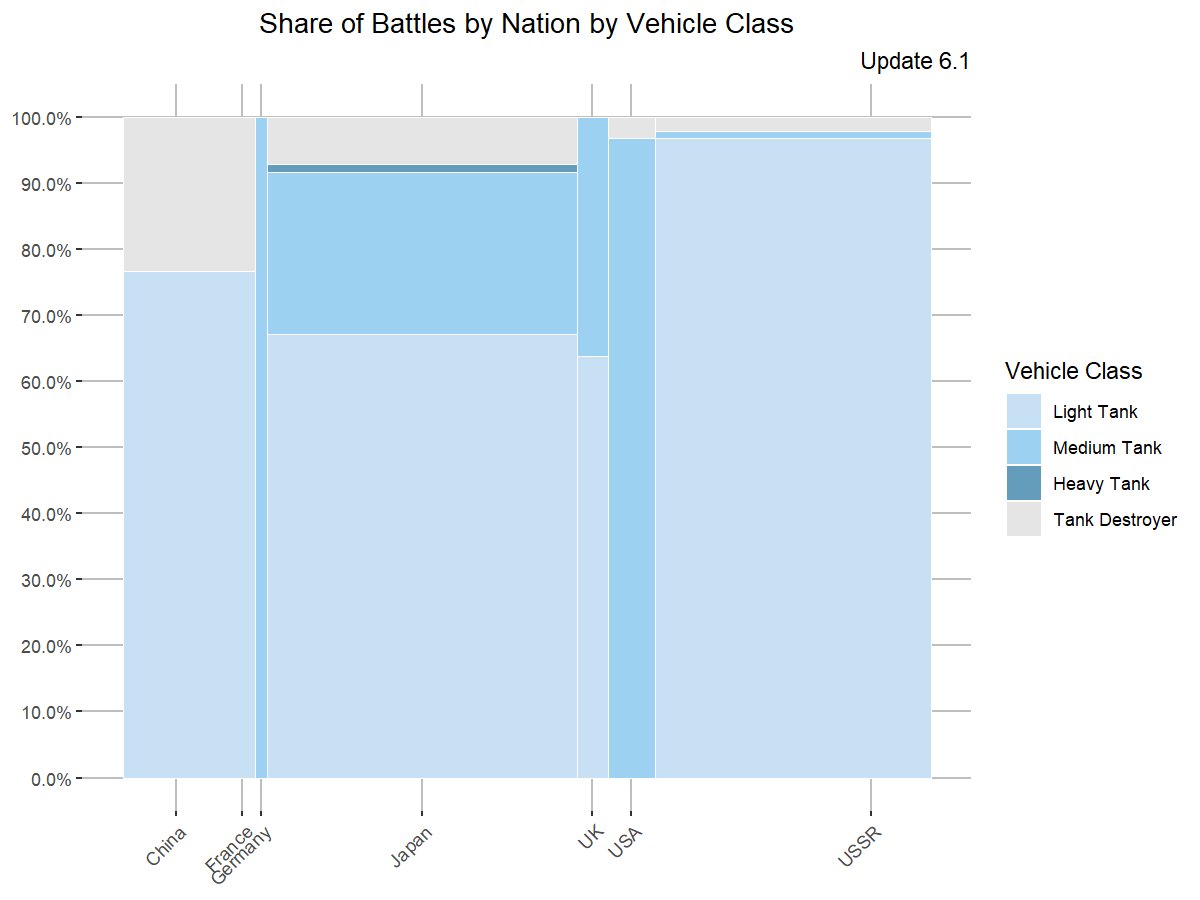 Share of Battles by Nation by Vehicle Class
Update 6.1
100.0%
90.0%
80.0%
70.0%
60.0%
50.0%
40.0%
30.0%
20.0%
10.0%
0.0%
China
France
Germany
Japan
UK
USA
USSR
Vehicle Class
Light Tank
Medium Tank
Heavy Tank
Tank Destroyer